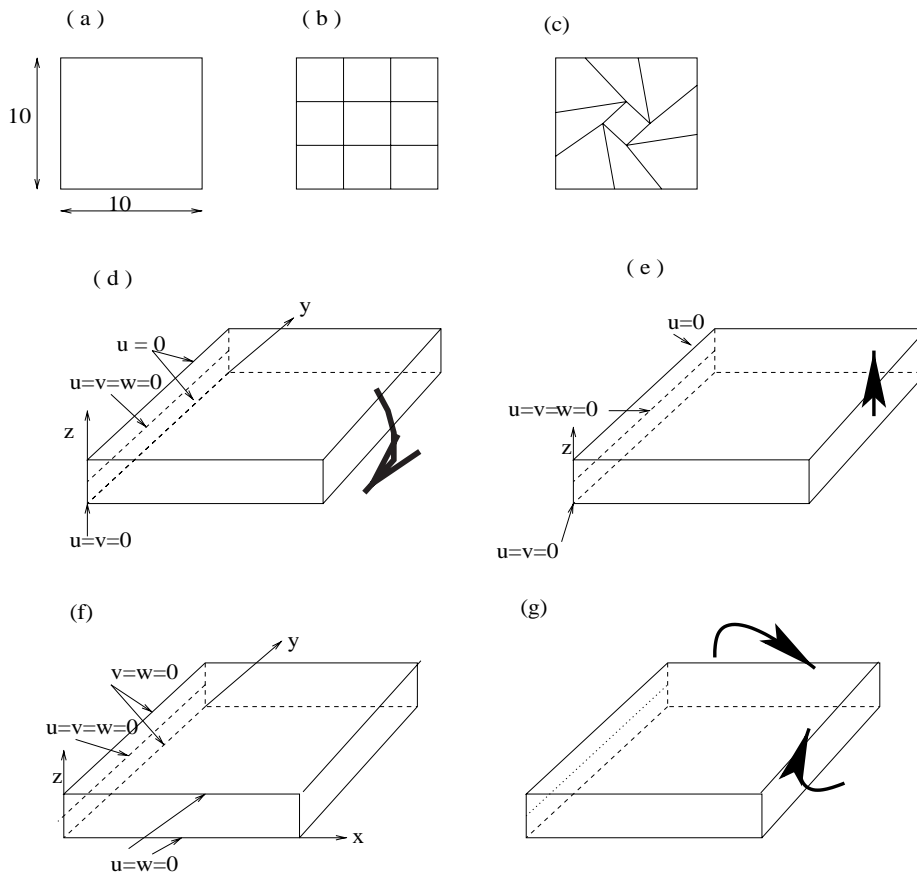 ( a )
( b )
(c)
10
10
( d )
( e )
y
u = 0
u=v=w=0
z
u=v=0
u=0
u=v=w=0
z
u=v=0
(f)
(g)
y
v=w=0
u=v=w=0
z
x
u=w=0